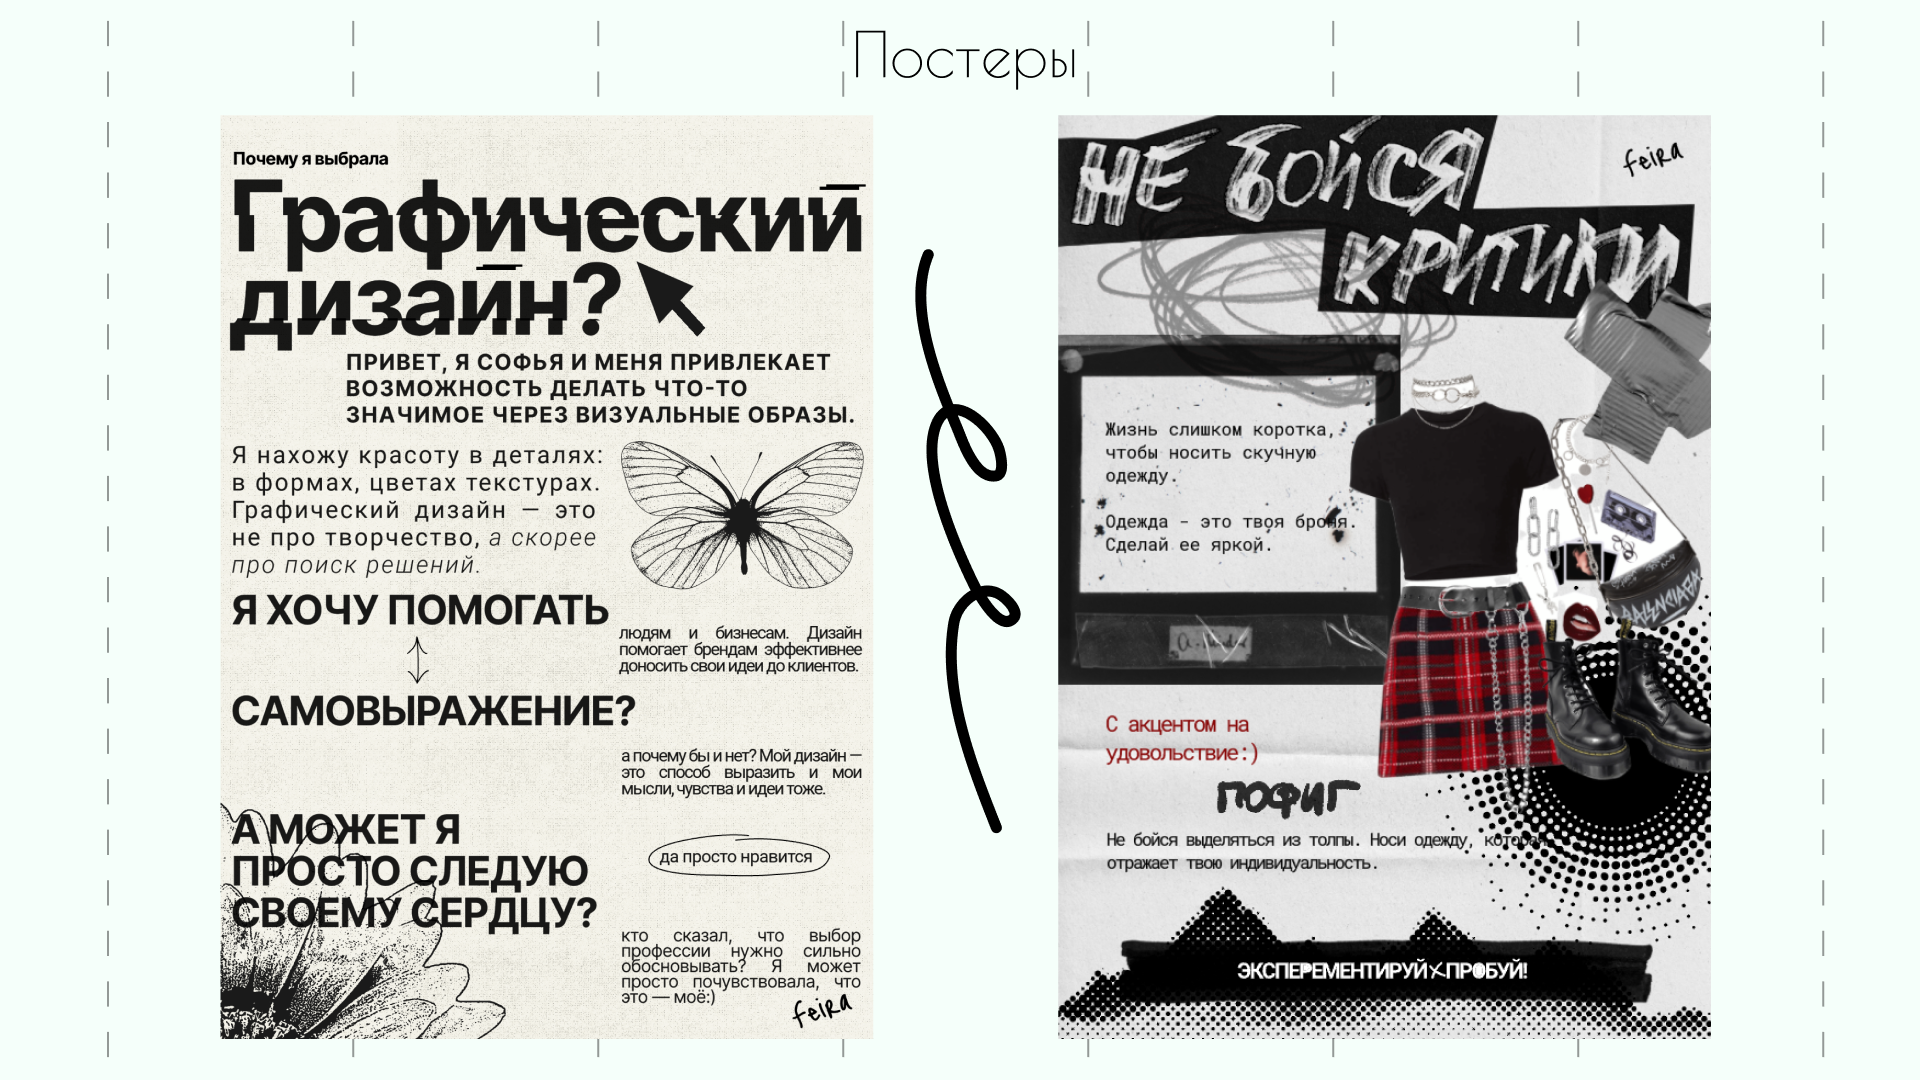 Постеры
Почему я выбрала
Графический
дизайн?
ПРИВЕТ, Я СОФЬЯ И МЕНЯ ПРИВЛЕКАЕТ
ВОЗМОЖНОСТЬ ДЕЛАТЬ ЧТО-ТО
ЗНАЧИМОЕ ЧЕРЕЗ ВИЗУАЛЬНЫЕ ОБРАЗЫ.
Я нахожу красоту в деталях:
в формах, цветах текстурах.
Графический дизайн — это
не про творчество, а скорее
про поиск решений.
Я ХОЧУ ПОМОГАТЬ
людям и бизнесам. Дизайн
помогает брендам эффективнее
доносить свои идеи до клиентов.
САМОВЫРАЖЕНИЕ?
а почему бы и нет? Мой дизайн —
это способ выразить и мои
мысли, чувства и идеи тоже.
А МОЖЕТ Я
ПРОСТО СЛЕДУЮ
СВОЕМУ СЕРДЦУ?
да просто нравится
кто сказал, что выбор
профессии нужно сильно
обосновывать? Я может
просто почувствовала, что
это — моё:)
feira
НЕ БОЙСЯ
КРИТИКИ
feira
Жизнь слишком коротка,
чтобы носить скучную
одежду.
Одежда - это твоя броня.
Сделай ее яркой.
BALENCIAGA
С акцентом на
удовольствие:)
ПОФИГ
Не бойся выделяться из толпы. Носи одежду, которая
отражает твою индивидуальность.
ЭКСПЕРЕМЕНТИРУЙ ПРОБУЙ!